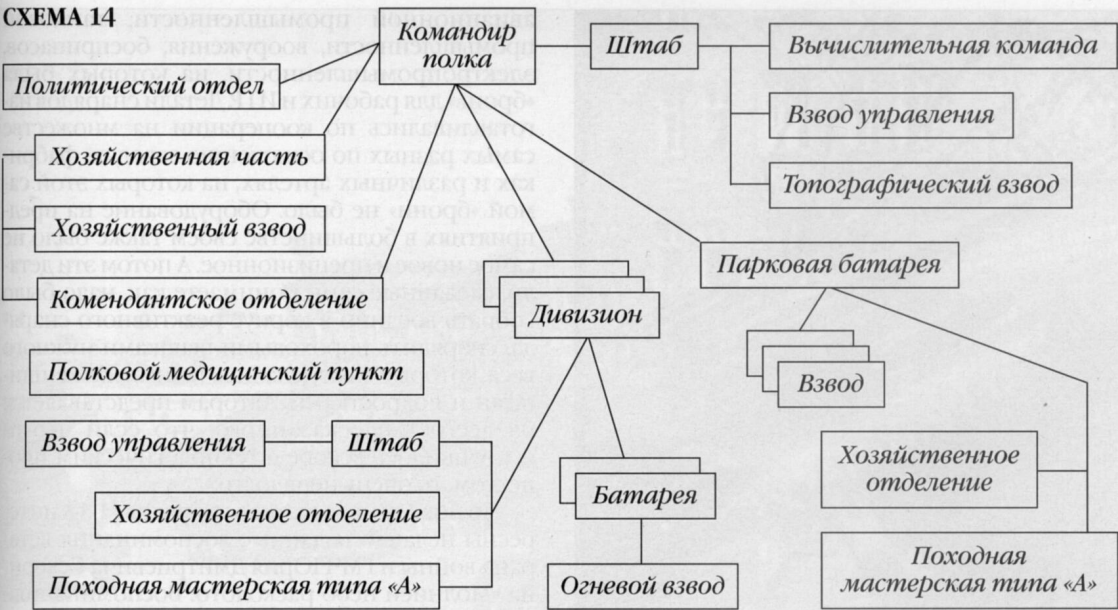 СХЕМА 14
Командир
полка
Штаб
Вычислительная команда
Политический отдел
Взвод управления
Хозяйственная часть
Топографический взвод
Хозяйственный взвод
Парковая батарея
Комендантское отделение
Дивизион
Полковой медицинский пункт
Взвод
Взвод управления
Штаб
Хозяйственное
отделение
Батарея
Хозяйственное отделение
Походная
мастерская типа «А»
Походная мастерская типа «А»
Огневой взвод